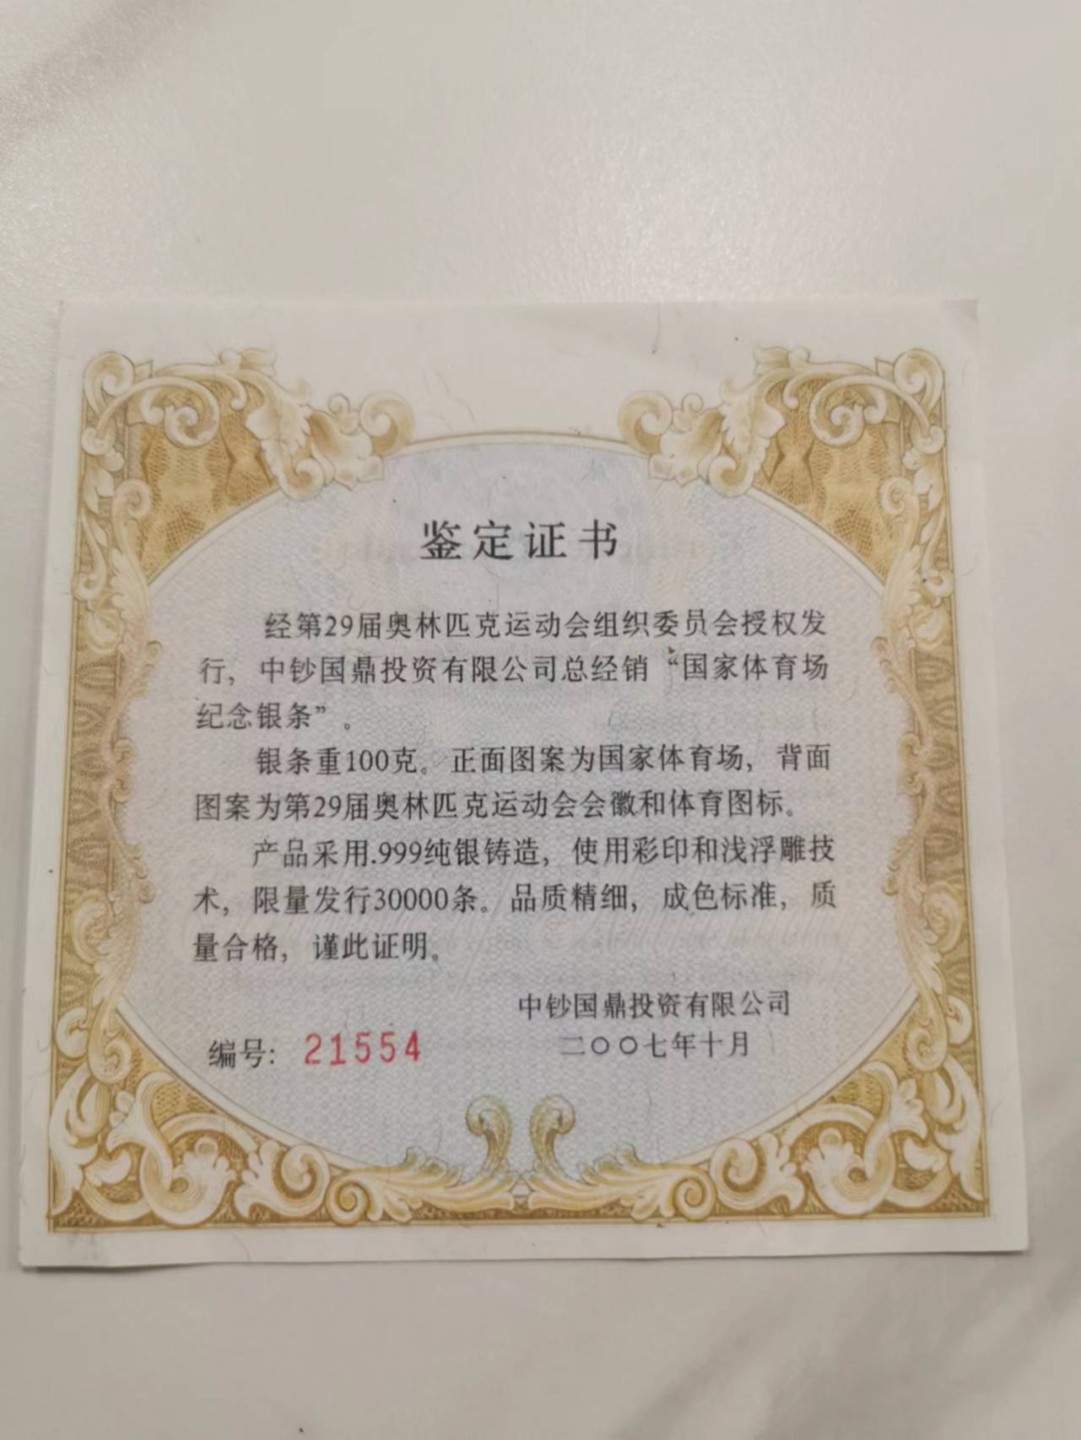 鉴定证书
经第29届奥林匹克运动会组织委员会授权发
行，中钞国鼎投资有限公司总经销“国家体育场
纪念银条”。
银条重100克。正面图案为国家体育场，背面
图案为第29届奥林匹克运动会会徽和体育图标。
产品采用.999纯银铸造，使用彩印和浅浮雕技
术，限量发行30000条。品质精细，成色标准，质
量合格，谨此证明。
中钞国鼎投资有限公司
编号：21554 二〇〇七年十月